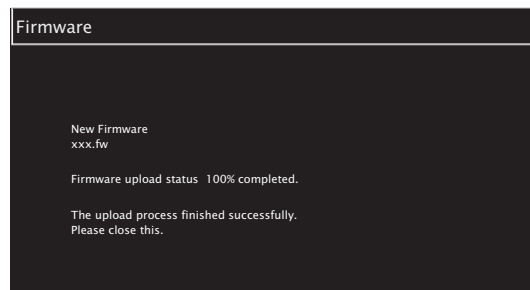 Firmware
New Firmware
xxx.fw
Firmware upload status 100% completed.
The upload process finished successfully.
Please close this.